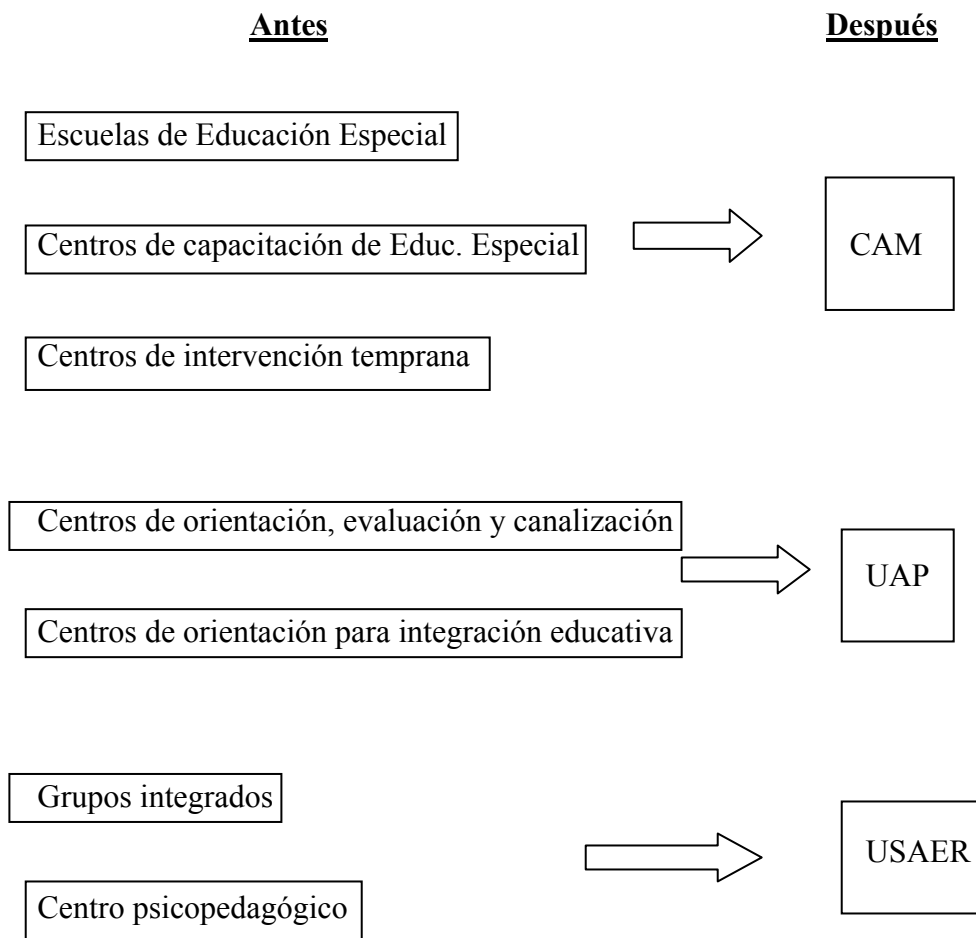 Antes Después
Escuelas de Educación Especial
Centros de capacitación de Educ. Especial CAM
Centros de intervención temprana
Centros de orientación, evaluación y canalización
UAP
Centros de orientación para integración educativa
Grupos integrados
USAER
Centro psicopedagógico